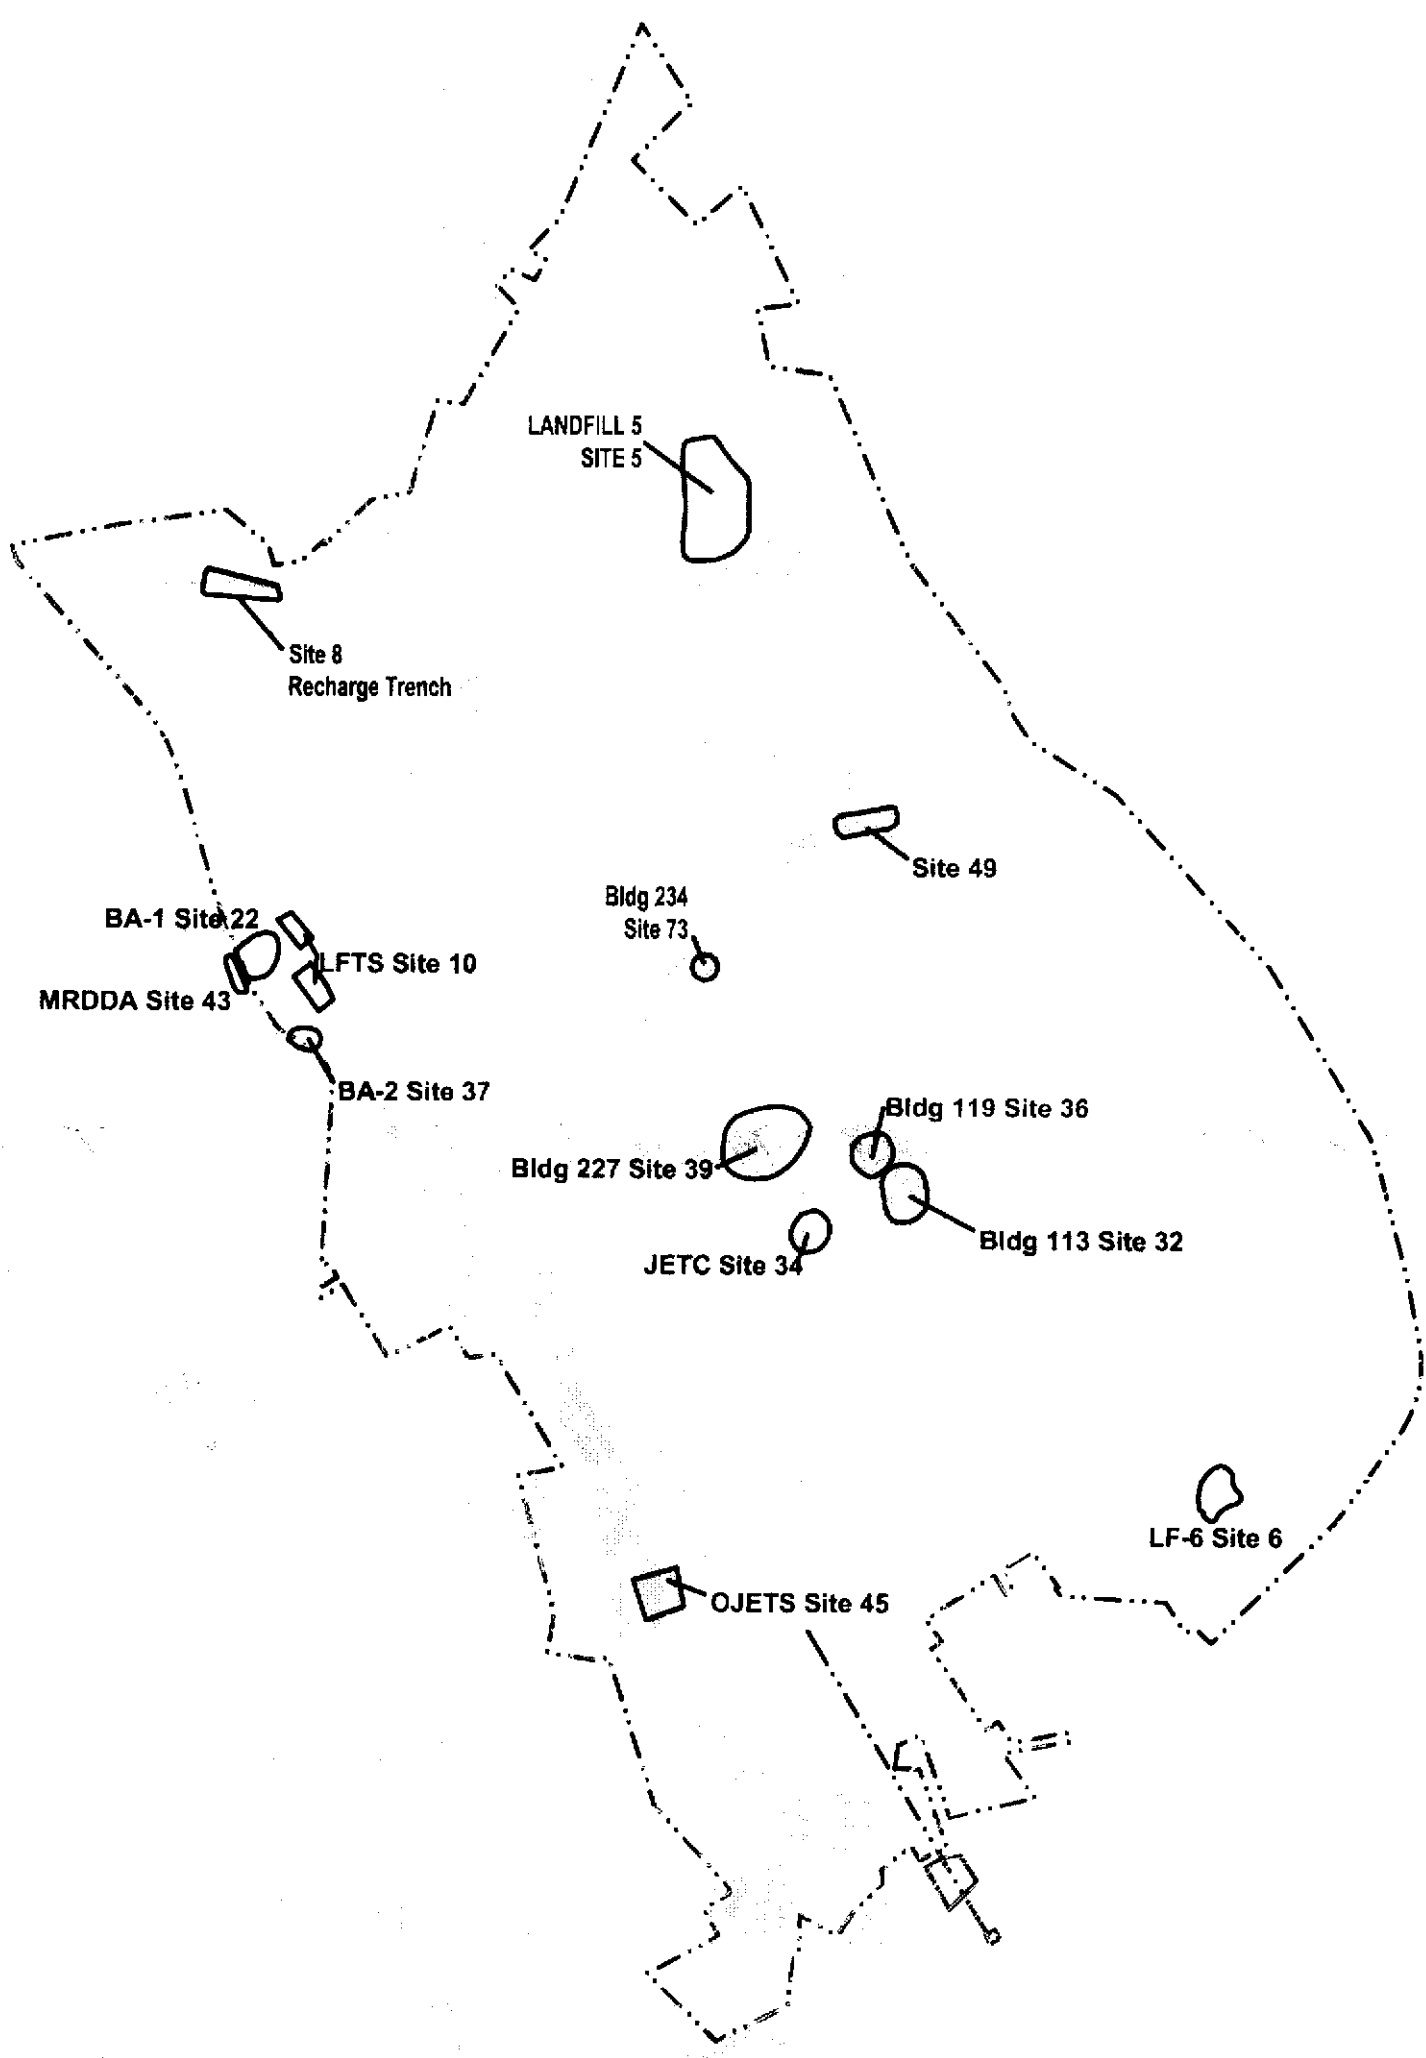 LANDFILL 5
SITE 5
Site 8
Recharge Trench
Site 49
Bldg 234
Site 73
BA-1 Site 22
LFTS Site 10
MRDDA Site 43
BA-2 Site 37
Bldg 119 Site 36
Bldg 227 Site 39
Bldg 113 Site 32
JETC Site 34
LF-6 Site 6
OJETS Site 45